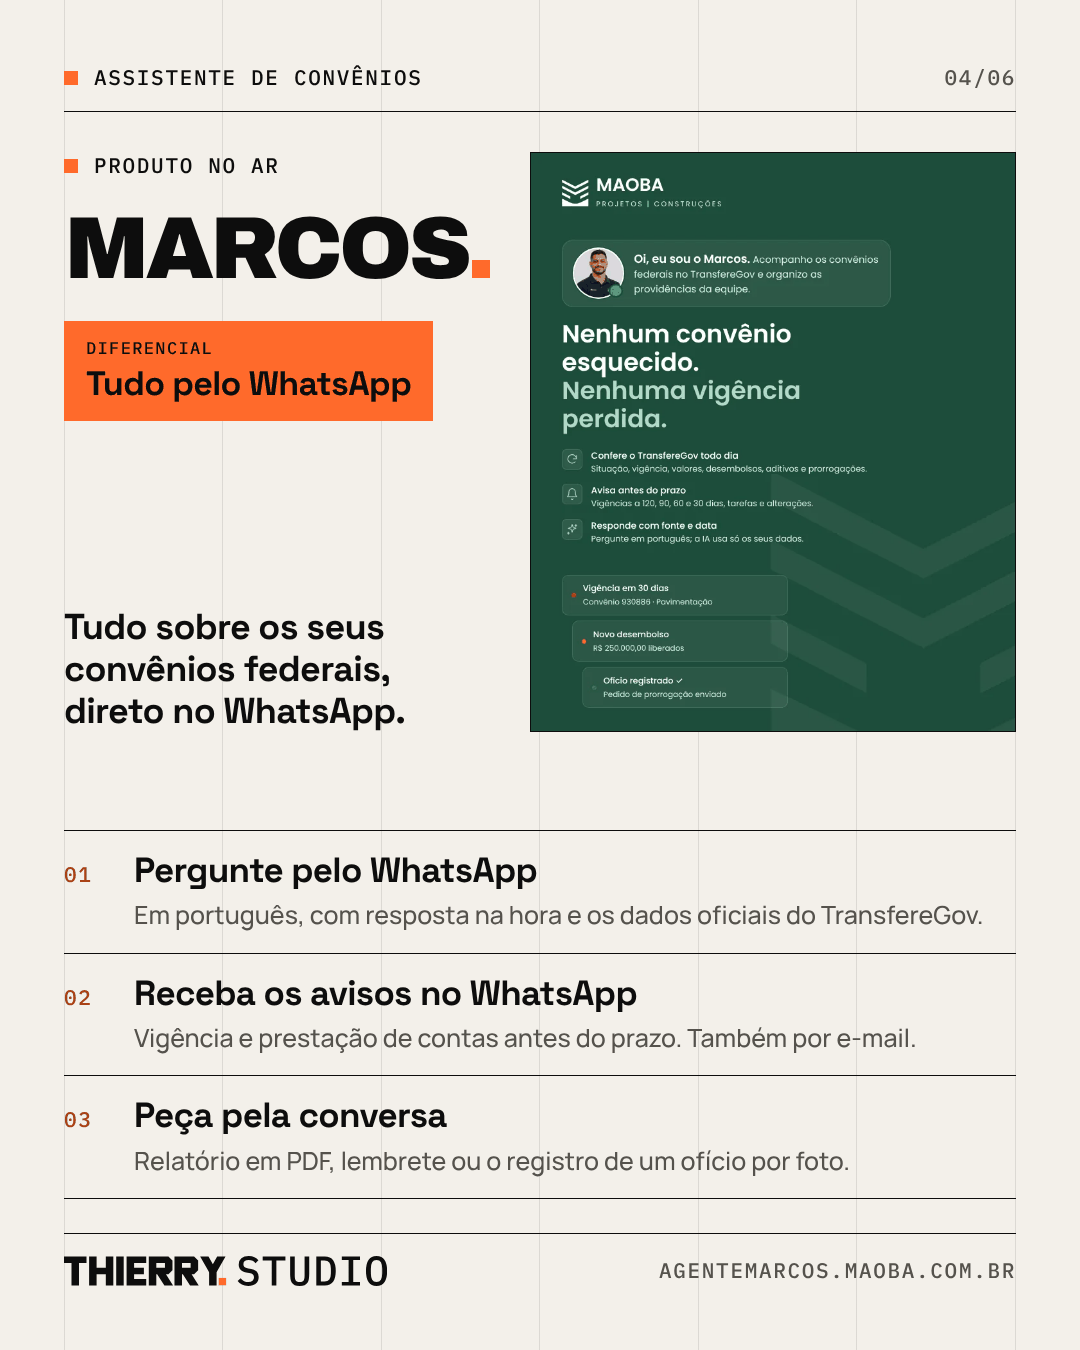 ASSISTENTE DE CONVÊNIOS
04/06
PRODUTO NO AR
MARCOS.
DIFERENCIAL
Tudo pelo WhatsApp
Tudo sobre os seus
convênios federais,
direto no WhatsApp.
MAOBA
PROJETOS | CONSTRUÇÕES
Oi, eu sou o Marcos. Acompanho os convênios
federais no TransfereGov e organizo as
providências da equipe.
Nenhum convênio
esquecido.
Nenhuma vigência
perdida.
Confere o TransfereGov todo dia
Situação, vigência, valores, desembolsos, aditivos e prorrogações.
Avisa antes do prazo
Vigências a 120, 90, 60 e 30 dias, tarefas e alterações.
Responde com fonte e data
Pergunte em português; a IA usa só os seus dados.
Vigência em 30 dias
Convênio 930886 · Pavimentação
Novo desembolso
R$ 250.000,00 liberados
Ofício registrado ✓
Pedido de prorrogação enviado
01
Pergunte pelo WhatsApp
Em português, com resposta na hora e os dados oficiais do TransfereGov.
02
Receba os avisos no WhatsApp
Vigência e prestação de contas antes do prazo. Também por e-mail.
03
Peça pela conversa
Relatório em PDF, lembrete ou o registro de um ofício por foto.
THIERRY. STUDIO
AGENTEMARCOS.MAOBA.COM.BR